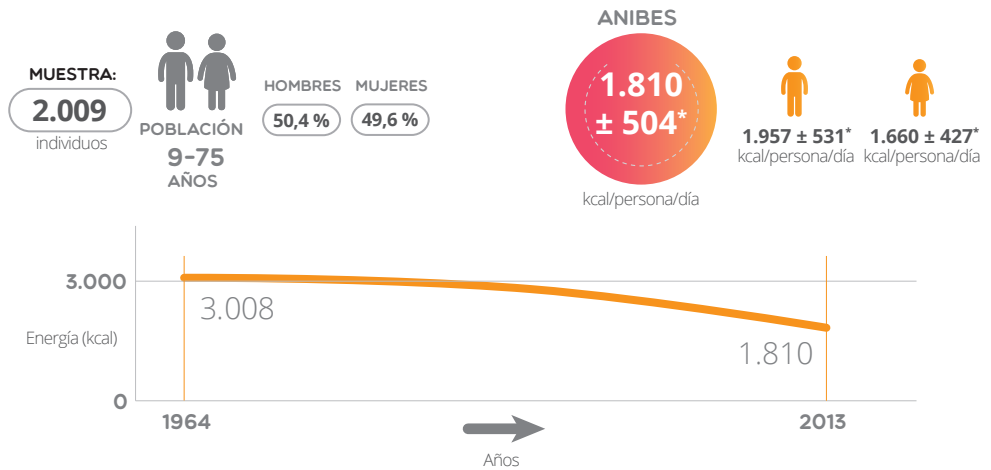 MUESTRA:
2.009
individuos
POBLACIÓN
9-75
AÑOS
HOMBRES
50,4 %
MUJERES
49,6 %
ANIBES
1.810
± 504*
kcal/persona/día
1.957 ± 531*
kcal/persona/día
1.660 ± 427*
kcal/persona/día
3.000
Energía (kcal)
0
3.008
1.810
1964
2013
Años